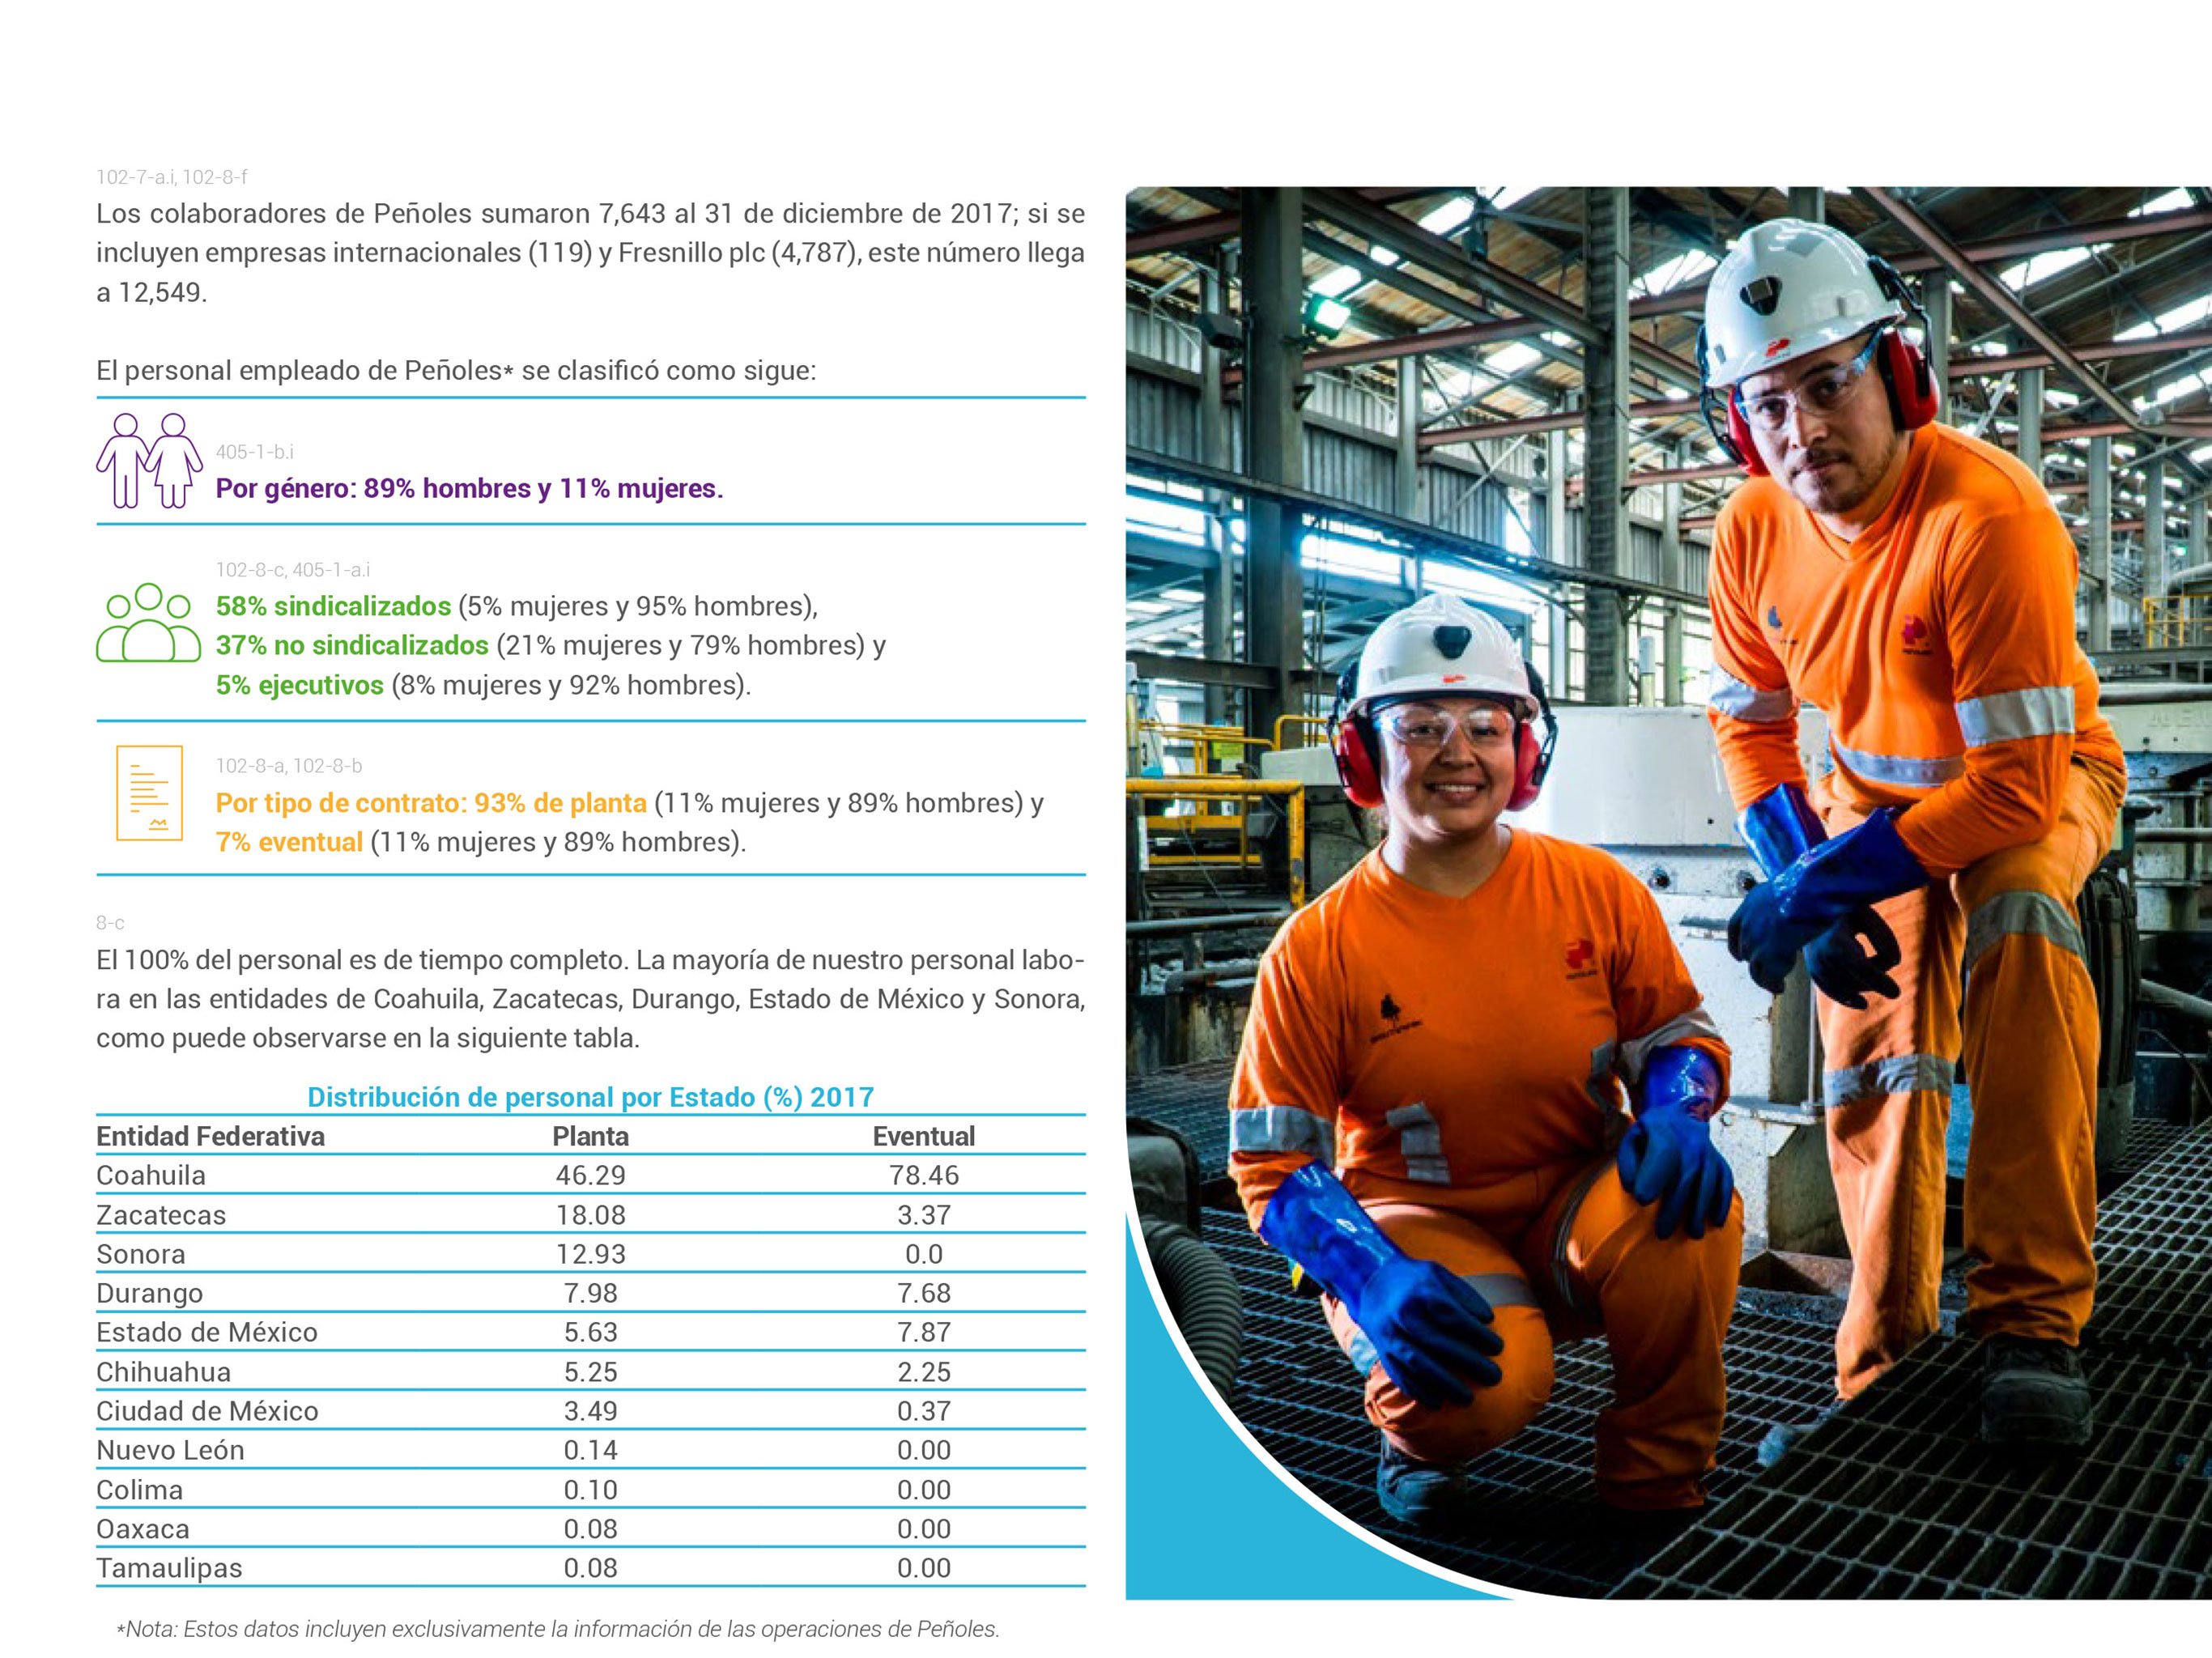 102-7-a.i, 102-8-f
Los colaboradores de Peñoles sumaron 7,643 al 31 de diciembre de 2017; si se
incluyen empresas internacionales (119) y Fresnillo plc (4,787), este número llega
a 12,549.
El personal empleado de Peñoles* se clasificó como sigue:
405-1-b.i
Por género: 89% hombres y 11% mujeres.
102-8-c, 405-1-a.i
58% sindicalizados (5% mujeres y 95% hombres),
37% no sindicalizados (21% mujeres y 79% hombres) y
5% ejecutivos (8% mujeres y 92% hombres).
102-8-a, 102-8-b
Por tipo de contrato: 93% de planta (11% mujeres y 89% hombres) y
7% eventual (11% mujeres y 89% hombres).
8-c
El 100% del personal es de tiempo completo. La mayoría de nuestro personal labo-
ra en las entidades de Coahuila, Zacatecas, Durango, Estado de México y Sonora,
como puede observarse en la siguiente tabla.
Distribución de personal por Estado (%) 2017
Entidad Federativa Planta Eventual
Coahuila 46.29 78.46
Zacatecas 18.08 3.37
Sonora 12.93 0.0
Durango 7.98 7.68
Estado de México 5.63 7.87
Chihuahua 5.25 2.25
Ciudad de México 3.49 0.37
Nuevo León 0.14 0.00
Colima 0.10 0.00
Oaxaca 0.08 0.00
Tamaulipas 0.08 0.00
*Nota: Estos datos incluyen exclusivamente la información de las operaciones de Peñoles.